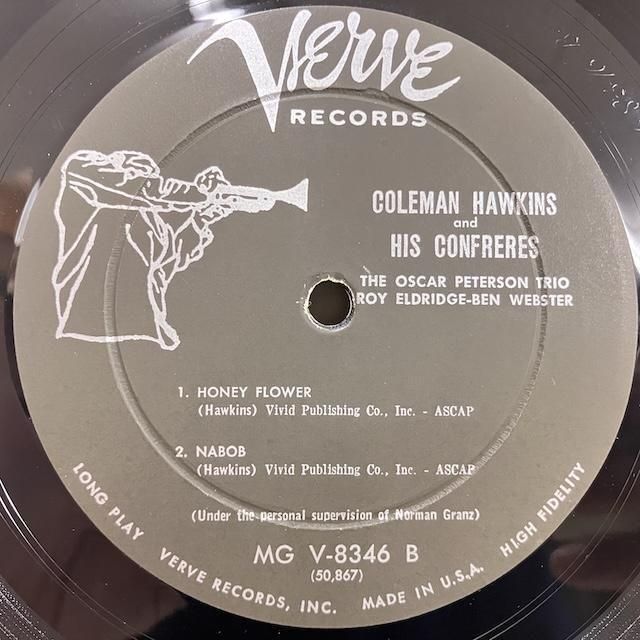 Verve
RECORDS
COLEMAN HAWKINS
and
HIS CONFRERES
THE OSCAR PETERSON TRIO
ROY ELDRIDGE-BEN WEBSTER
1. HONEY FLOWER
(Hawkins) Vivid Publishing Co., Inc. - ASCAP
2. NABOB
(Hawkins) Vivid Publishing Co., Inc. - ASCAP
(Under the personal supervision of Norman Granz)
MG V-8346 B
(50,867)
LONG PLAY
VERVE RECORDS, INC. MADE IN U.S.A.
HIGH FIDELITY